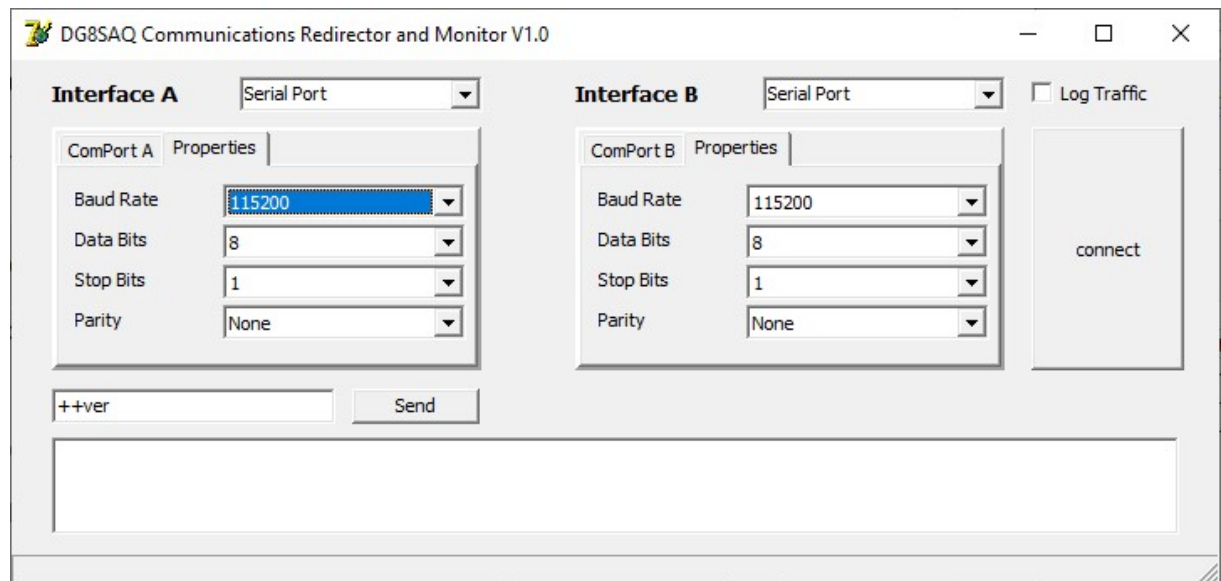 DG8SAQ Communications Redirector and Monitor V1.0
Interface A Serial Port Interface B Serial Port Log Traffic
ComPort A Properties ComPort B Properties
Baud Rate 115200 Baud Rate 115200
Data Bits 8 Data Bits 8
Stop Bits 1 Stop Bits 1
Parity None Parity None
connect
++ver Send